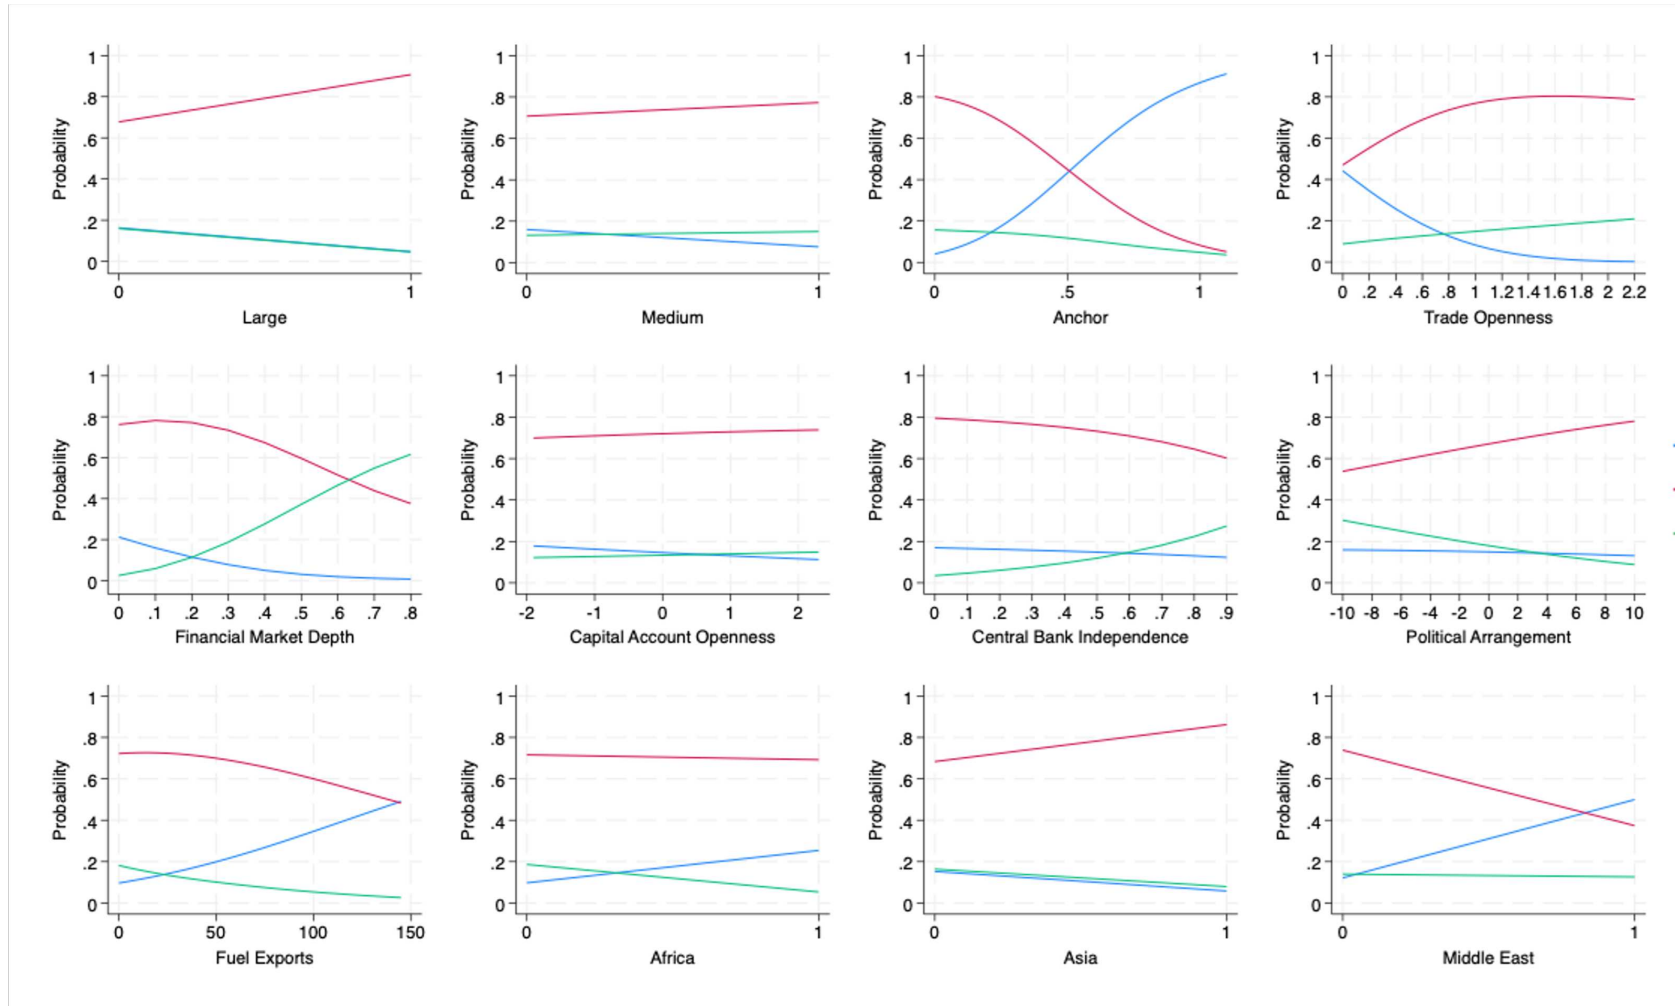 Probability
1
.8
.6
.4
.2
0
0 1
Large
Probability
1
.8
.6
.4
.2
0
0 1
Medium
Probability
1
.8
.6
.4
.2
0
0 .5 1
Anchor
Probability
1
.8
.6
.4
.2
0
0 .2 .4 .6 .8 1 1.2 1.4 1.6 1.8 2 2.2
Trade Openness
Probability
1
.8
.6
.4
.2
0
0 .1 .2 .3 .4 .5 .6 .7 .8
Financial Market Depth
Probability
1
.8
.6
.4
.2
0
-2 -1 0 1 2
Capital Account Openness
Probability
1
.8
.6
.4
.2
0
0 .1 .2 .3 .4 .5 .6 .7 .8 .9
Central Bank Independence
Probability
1
.8
.6
.4
.2
0
-10 -8 -6 -4 -2 0 2 4 6 8 10
Political Arrangement
Probability
1
.8
.6
.4
.2
0
0 50 100 150
Fuel Exports
Probability
1
.8
.6
.4
.2
0
0 1
Africa
Probability
1
.8
.6
.4
.2
0
0 1
Asia
Probability
1
.8
.6
.4
.2
0
0 1
Middle East